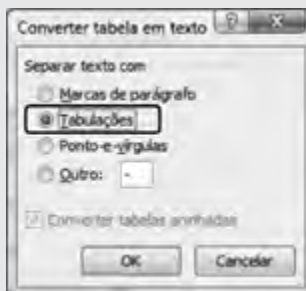 Converter tabela em texto
Separar texto com
Marcas de parágrafo
Tabulações
Ponto-e-vírgulas
Outro: -
Converter tabelas aninhadas
OK Cancelar